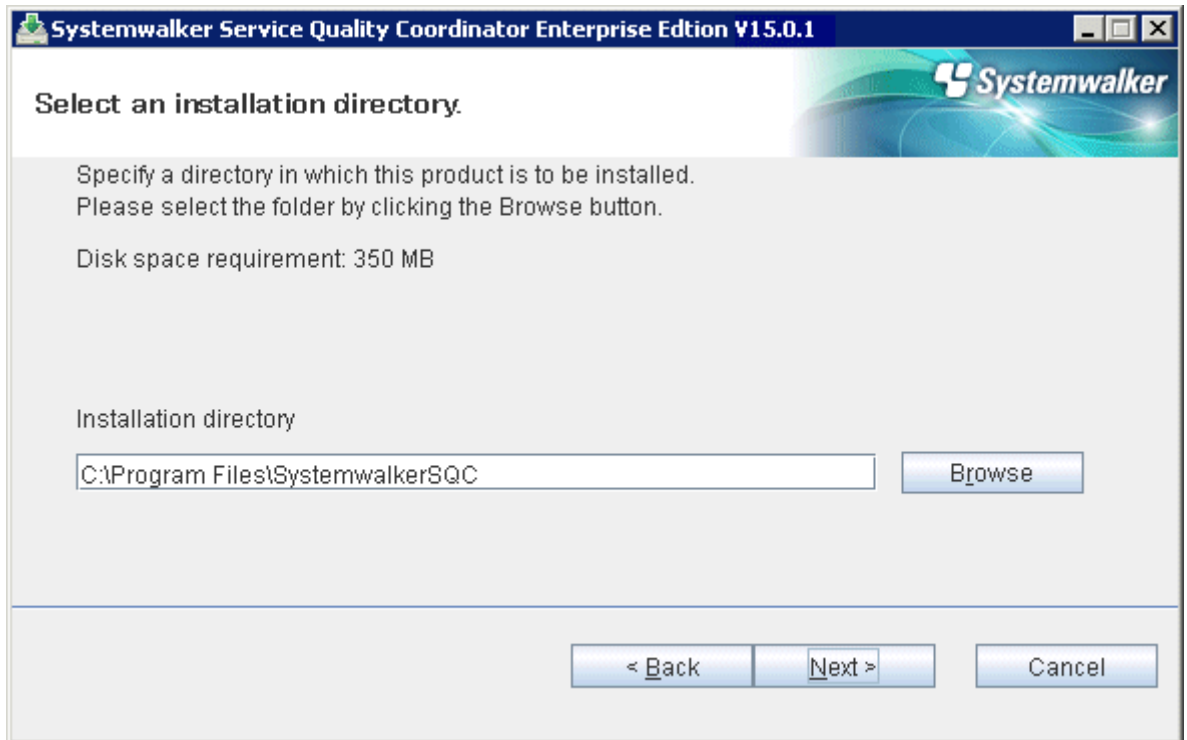 Systemwalker Service Quality Coordinator Enterprise Edtion V15.0.1
Systemwalker
Select an installation directory.
Specify a directory in which this product is to be installed.
Please select the folder by clicking the Browse button.
Disk space requirement: 350 MB
Installation directory
C:\Program Files\SystemwalkerSQC
Browse
< Back
Next >
Cancel